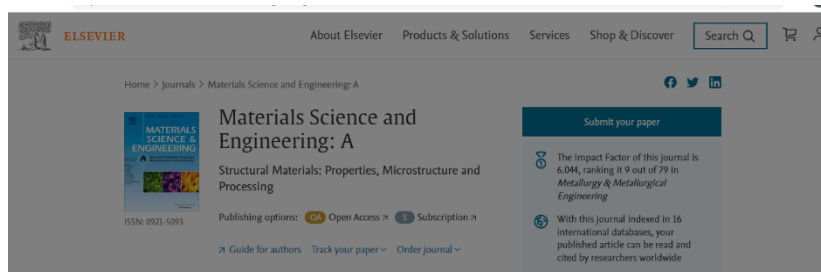 ELSEVIER
About Elsevier Products & Solutions Services Shop & Discover Search
Home > Journals > Materials Science and Engineering: A
MATERIALS
SCIENCE &
ENGINEERING
A
ISSN: 0921-5093
Materials Science and
Engineering: A
Structural Materials: Properties, Microstructure and
Processing
Publishing options: OA Open Access S Subscription
Guide for authors Track your paper Order journal
Submit your paper
The Impact Factor of this journal is
6.044, ranking it 9 out of 79 in
Metallurgy & Metallurgical
Engineering
With this journal indexed in 16
international databases, your
published article can be read and
cited by researchers worldwide